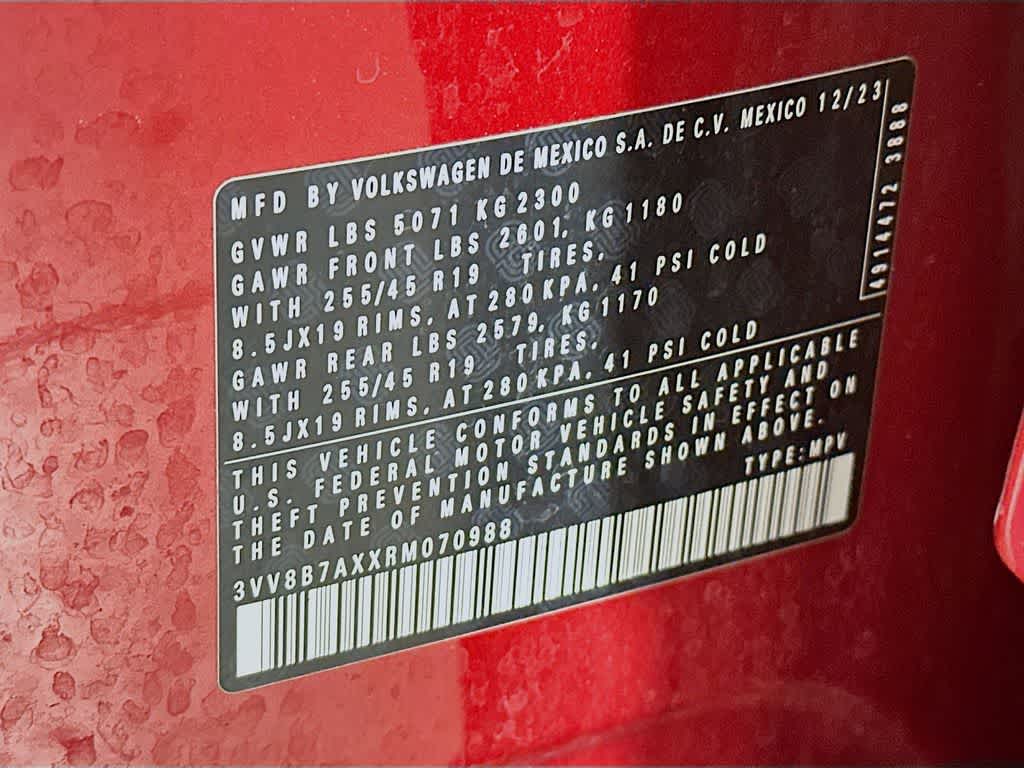 MFD BY VOLKSWAGEN DE MEXICO S.A. DE C.V. MEXICO 12/23
GVWR LBS 5071 KG 2300
GAWR FRONT LBS 2601, KG 1180
WITH 255/45 R19 TIRES,
8.5JX19 RIMS, AT 280 KPA, 41 PSI COLD
GAWR REAR LBS 2579, KG 1170
WITH 255/45 R19 TIRES,
8.5JX19 RIMS, AT 280 KPA, 41 PSI COLD
THIS VEHICLE CONFORMS TO ALL APPLICABLE
U.S. FEDERAL MOTOR VEHICLE SAFETY AND
THEFT PREVENTION STANDARDS IN EFFECT ON
THE DATE OF MANUFACTURE SHOWN ABOVE.
3VV8B7AXXRM070988 TYPE: MPV
4914472 3888